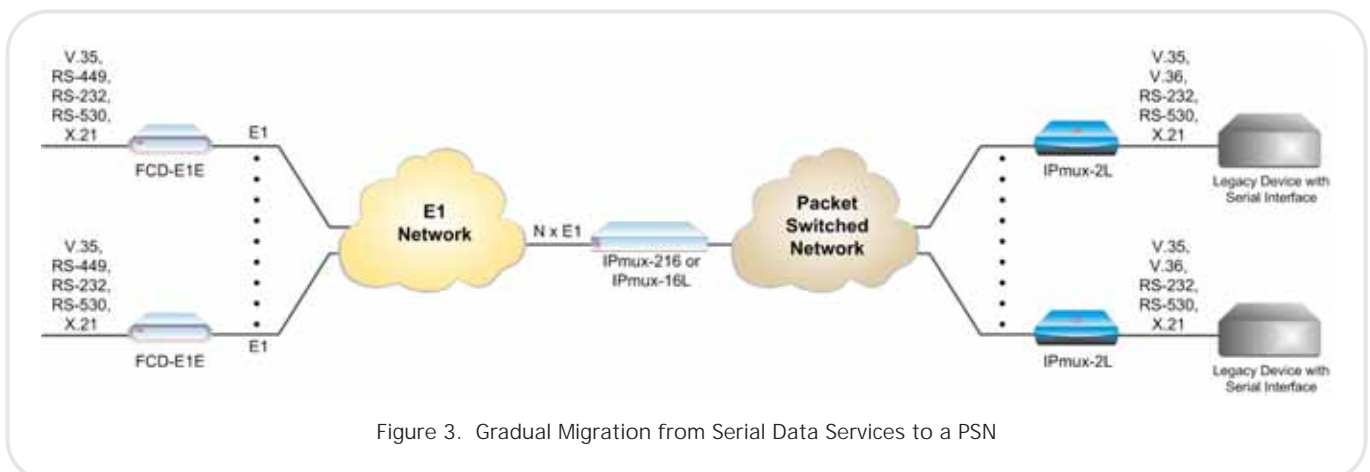 V.35,
RS-449,
RS-232,
RS-530,
X.21
FCD-E1E
E1
V.35,
RS-449,
RS-232,
RS-530,
X.21
FCD-E1E
E1
E1
Network
N x E1
IPmux-216 or
IPmux-16L
Packet
Switched
Network
IPmux-2L
V.35,
V.36,
RS-232,
RS-530,
X.21
Legacy Device with
Serial Interface
IPmux-2L
V.35,
V.36,
RS-232,
RS-530,
X.21
Legacy Device with
Serial Interface
Figure 3. Gradual Migration from Serial Data Services to a PSN